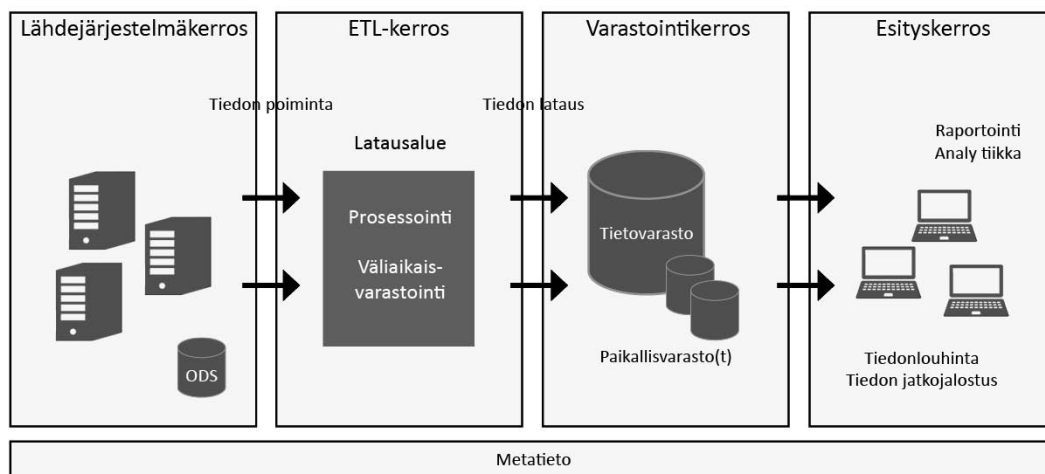 Lähdejärjestelmäkerros
ETL-kerros
Varastointikerros
Esityskerros
Tiedon poiminta
Tiedon lataus
Latausalue
Prosessointi
Väliaikais-
varastointi
ODS
Tietovarasto
Paikallisvarasto(t)
Raportointi
Analy tiikka
Tiedonlouhinta
Tiedon jatkojalostus
Metatieto